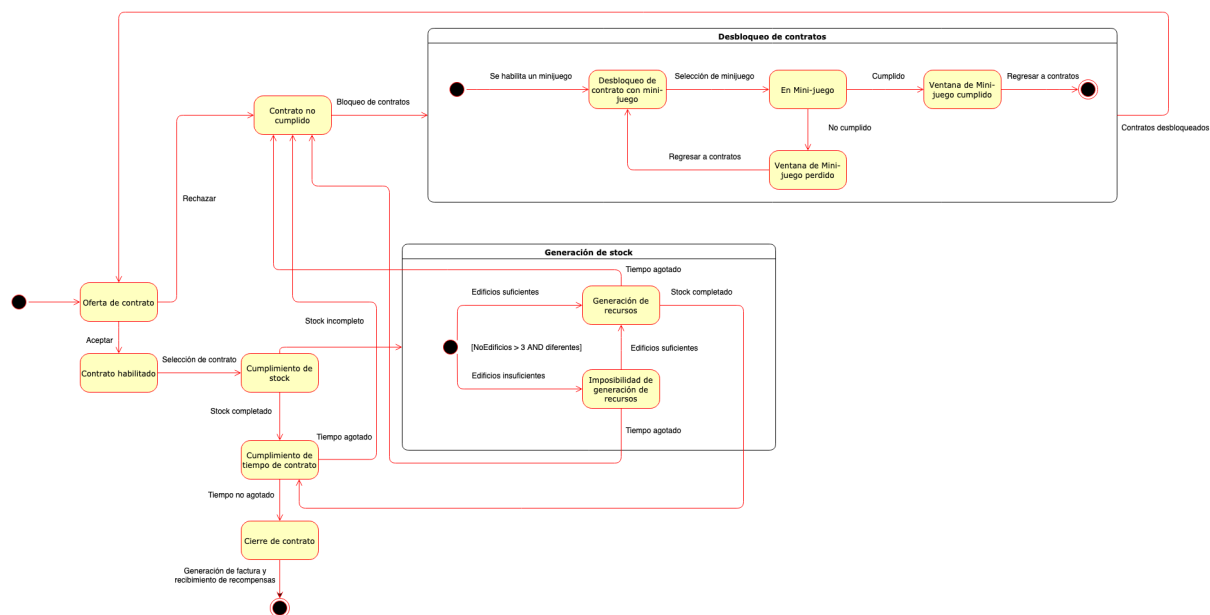 Desbloqueo de contratos
Se habilita un minijuego
Desbloqueo de
contrato con mini-
juego
Selección de minijuego
En Mini-juego
Cumplido
Ventana de Mini-
juego cumplido
Regresar a contratos
Contrato no
cumplido
Bloqueo de contratos
No cumplido
Contratos desbloqueados
Regresar a contratos
Ventana de Mini-
juego perdido
Rechazar
Generación de stock
Tiempo agotado
Oferta de contrato
Edificios suficientes
Generación de
recursos
Stock completado
Stock incompleto
Aceptar
[NoEdificios > 3 AND diferentes]
Edificios suficientes
Contrato habilitado
Selección de contrato
Cumplimiento de
stock
Edificios insuficientes
Imposibilidad de
generación de
recursos
Stock completado
Tiempo agotado
Tiempo agotado
Cumplimiento de
tiempo de contrato
Tiempo no agotado
Cierre de contrato
Generación de factura y
recibimiento de recompensas